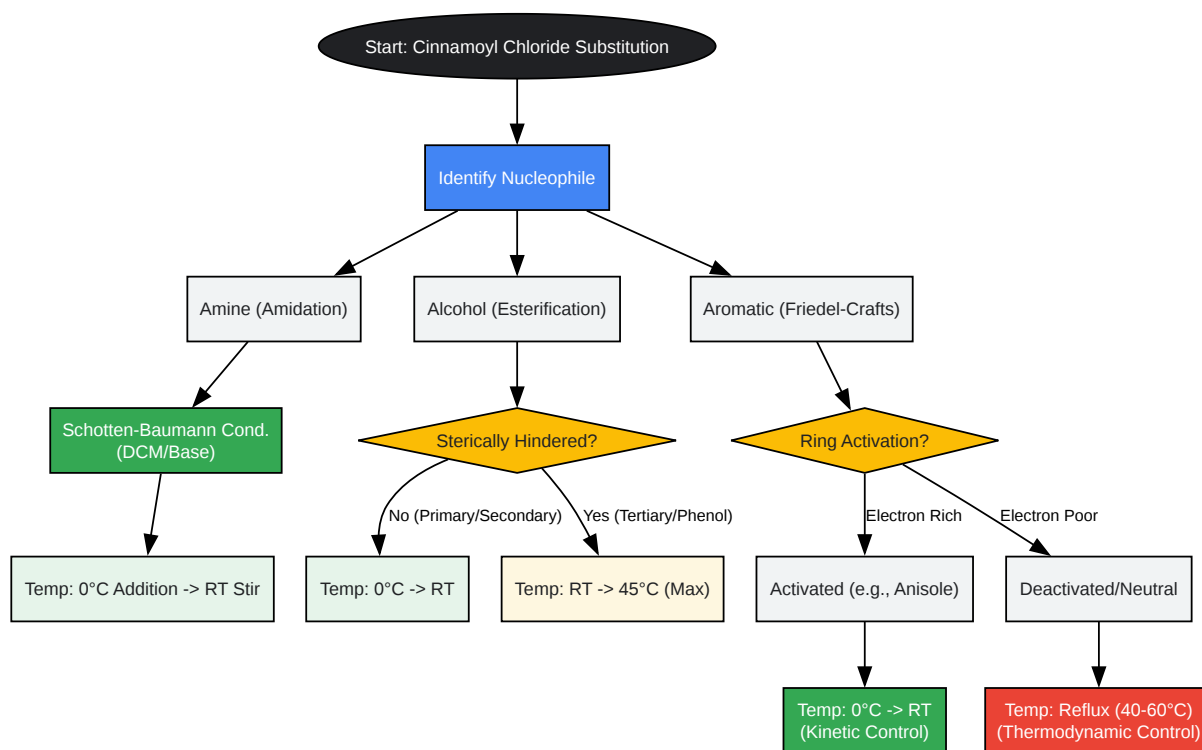 Start: Cinnamoyl Chloride Substitution
Identify Nucleophile
Amine (Amidation)
Alcohol (Esterification)
Aromatic (Friedel-Crafts)
Schotten-Baumann Cond.
(DCM/Base)
Sterically Hindered?
Ring Activation?
No (Primary/Secondary)
Yes (Tertiary/Phenol)
Electron Rich
Electron Poor
Temp: 0°C Addition -> RT Stir
Temp: 0°C -> RT
Temp: RT -> 45°C (Max)
Activated (e.g., Anisole)
Deactivated/Neutral
Temp: 0°C -> RT
(Kinetic Control)
Temp: Reflux (40-60°C)
(Thermodynamic Control)